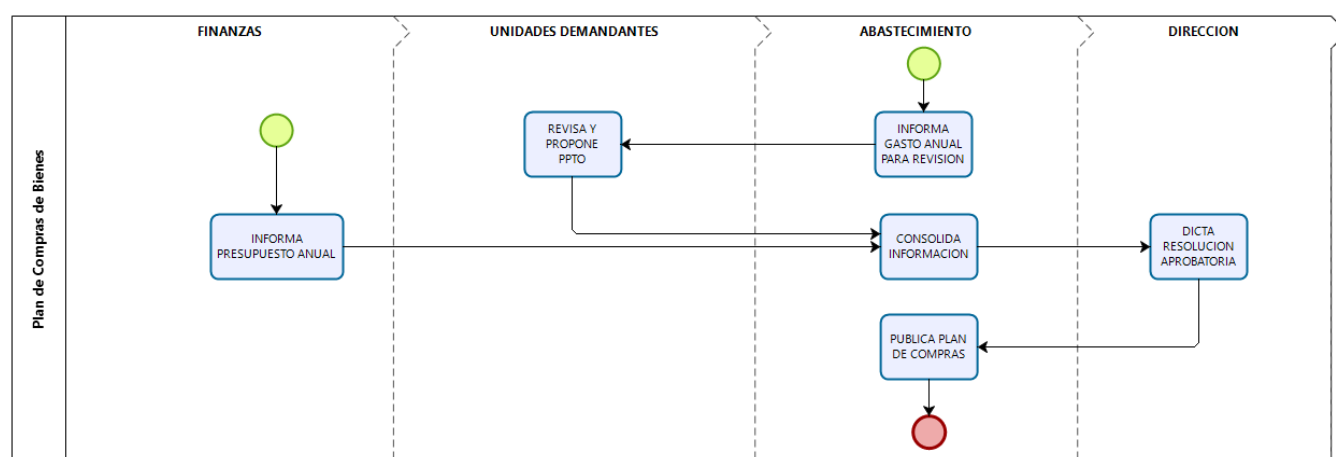 FINANZAS
UNIDADES DEMANDANTES
ABASTECIMIENTO
DIRECCION
Plan de Compras de Bienes
REVISA Y
PROPONE
PPTO
INFORMA
GASTO ANUAL
PARA REVISION
INFORMA
PRESUPUESTO ANUAL
CONSOLIDA
INFORMACION
DICTA
RESOLUCION
APROBATORIA
PUBLICA PLAN
DE COMPRAS